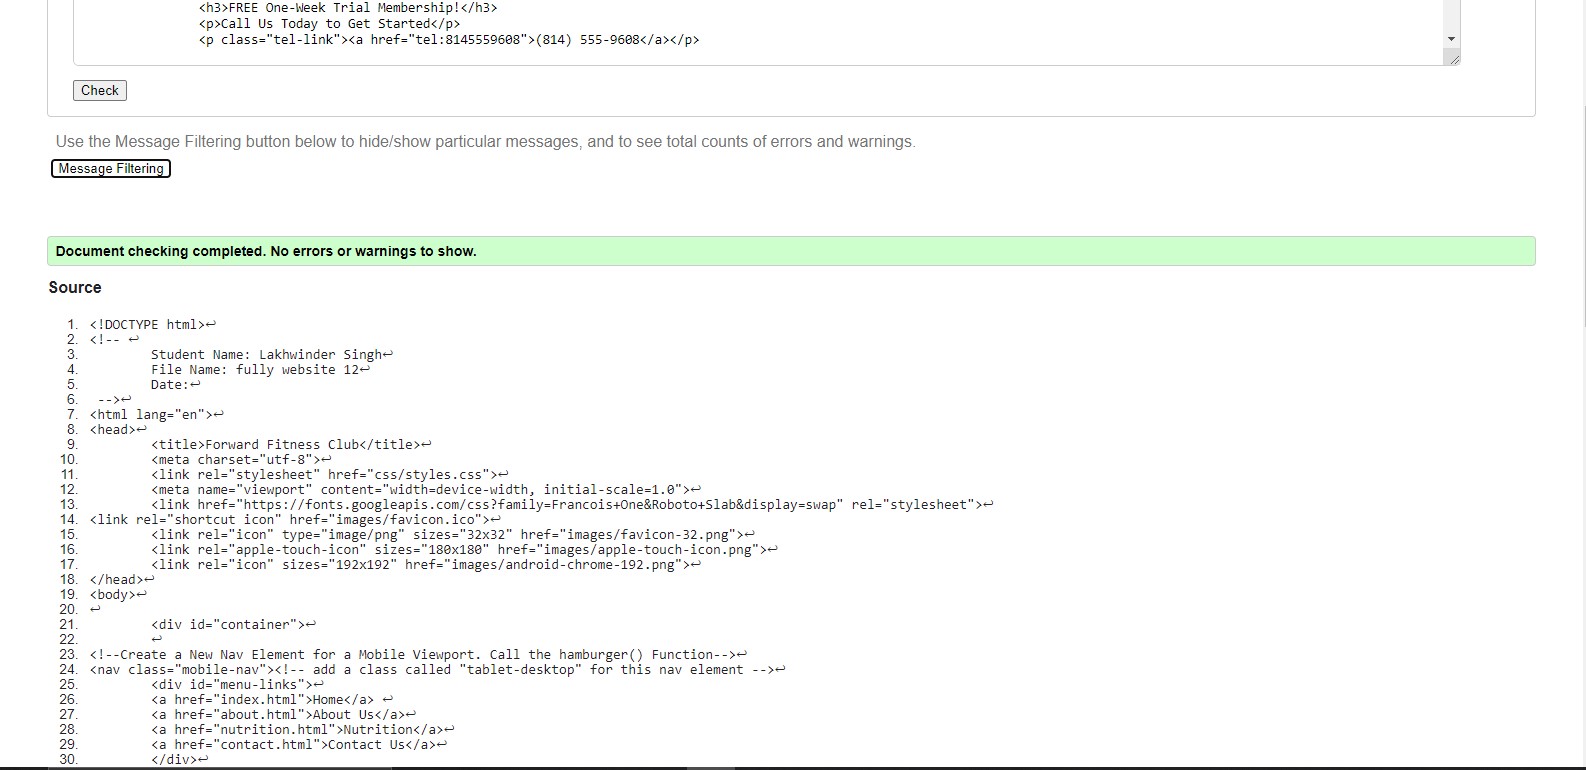 <h3>FREE One-Week Trial Membership!</h3>
<p>Call Us Today to Get Started</p>
<p class="tel-link"><a href="tel:8145559608">(814) 555-9608</a></p>
Check
Use the Message Filtering button below to hide/show particular messages, and to see total counts of errors and warnings.
Message Filtering
Document checking completed. No errors or warnings to show.
Source
1. <!DOCTYPE html>↩
2. <!-- ↩
3. Student Name: Lakhwinder Singh↩
4. File Name: fully website 12↩
5. Date:↩
6. -->↩
7. <html lang="en">↩
8. <head>↩
9. <title>Forward Fitness Club</title>↩
10. <meta charset="utf-8">↩
11. <link rel="stylesheet" href="css/styles.css">↩
12. <meta name="viewport" content="width=device-width, initial-scale=1.0">↩
13. <link href="https://fonts.googleapis.com/css?family=Francois+One&Roboto+Slab&display=swap" rel="stylesheet">↩
14. <link rel="shortcut icon" href="images/favicon.ico">↩
15. <link rel="icon" type="image/png" sizes="32x32" href="images/favicon-32.png">↩
16. <link rel="apple-touch-icon" sizes="180x180" href="images/apple-touch-icon.png">↩
17. <link rel="icon" sizes="192x192" href="images/android-chrome-192.png">↩
18. </head>↩
19. <body>↩
20. ↩
21. <div id="container">↩
22. ↩
23. <!--Create a New Nav Element for a Mobile Viewport. Call the hamburger() Function-->↩
24. <nav class="mobile-nav"><!-- add a class called "tablet-desktop" for this nav element -->↩
25. <div id="menu-links">↩
26. <a href="index.html">Home</a> ↩
27. <a href="about.html">About Us</a>↩
28. <a href="nutrition.html">Nutrition</a>↩
29. <a href="contact.html">Contact Us</a>↩
30. </div>↩